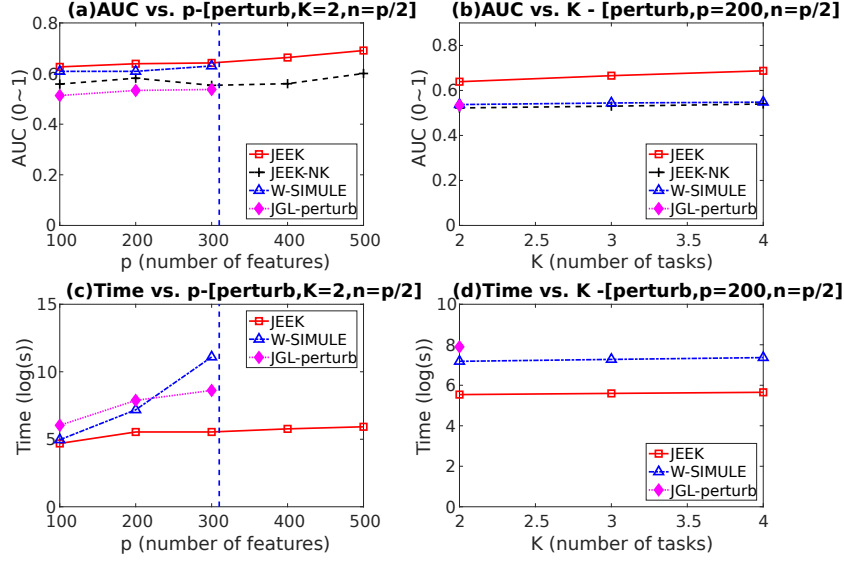 (a)AUC vs. p-[perturb,K=2,n=p/2]
0.8
0.6
0.4
0.2
0
AUC (0~1)
JEEK
JEEK-NK
W-SIMULE
JGL-perturb
100 200 300 400 500
p (number of features)
(b)AUC vs. K - [perturb,p=200,n=p/2]
0.8
0.6
0.4
0.2
0
AUC (0~1)
JEEK
JEEK-NK
W-SIMULE
JGL-perturb
2 2.5 3 3.5 4
K (number of tasks)
(c)Time vs. p-[perturb,K=2,n=p/2]
15
10
5
0
Time (log(s))
JEEK
W-SIMULE
JGL-perturb
100 200 300 400 500
p (number of features)
(d)Time vs. K -[perturb,p=200,n=p/2]
10
8
6
4
2
0
Time (log(s))
JEEK
W-SIMULE
JGL-perturb
2 2.5 3 3.5 4
K (number of tasks)